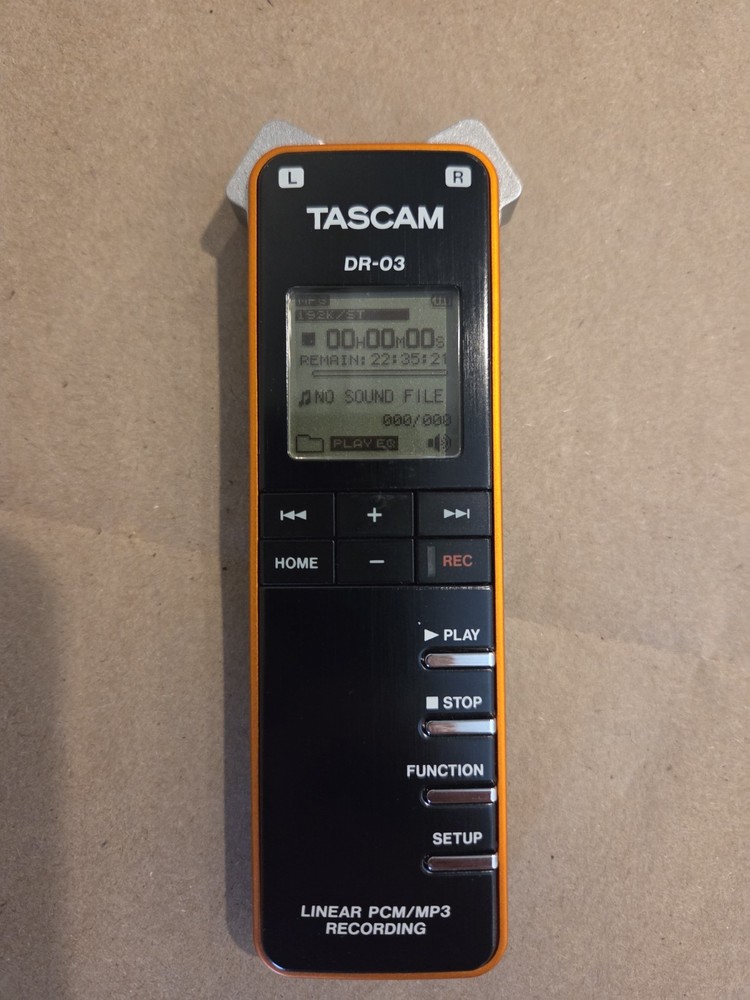 L R
TASCAM
DR-03
MP3
192K/ST
00H00M00S
REMAIN: 22:35:21
NO SOUND FILE
000/000
PLAY EQ
+
HOME − REC
PLAY
STOP
FUNCTION
SETUP
LINEAR PCM/MP3
RECORDING